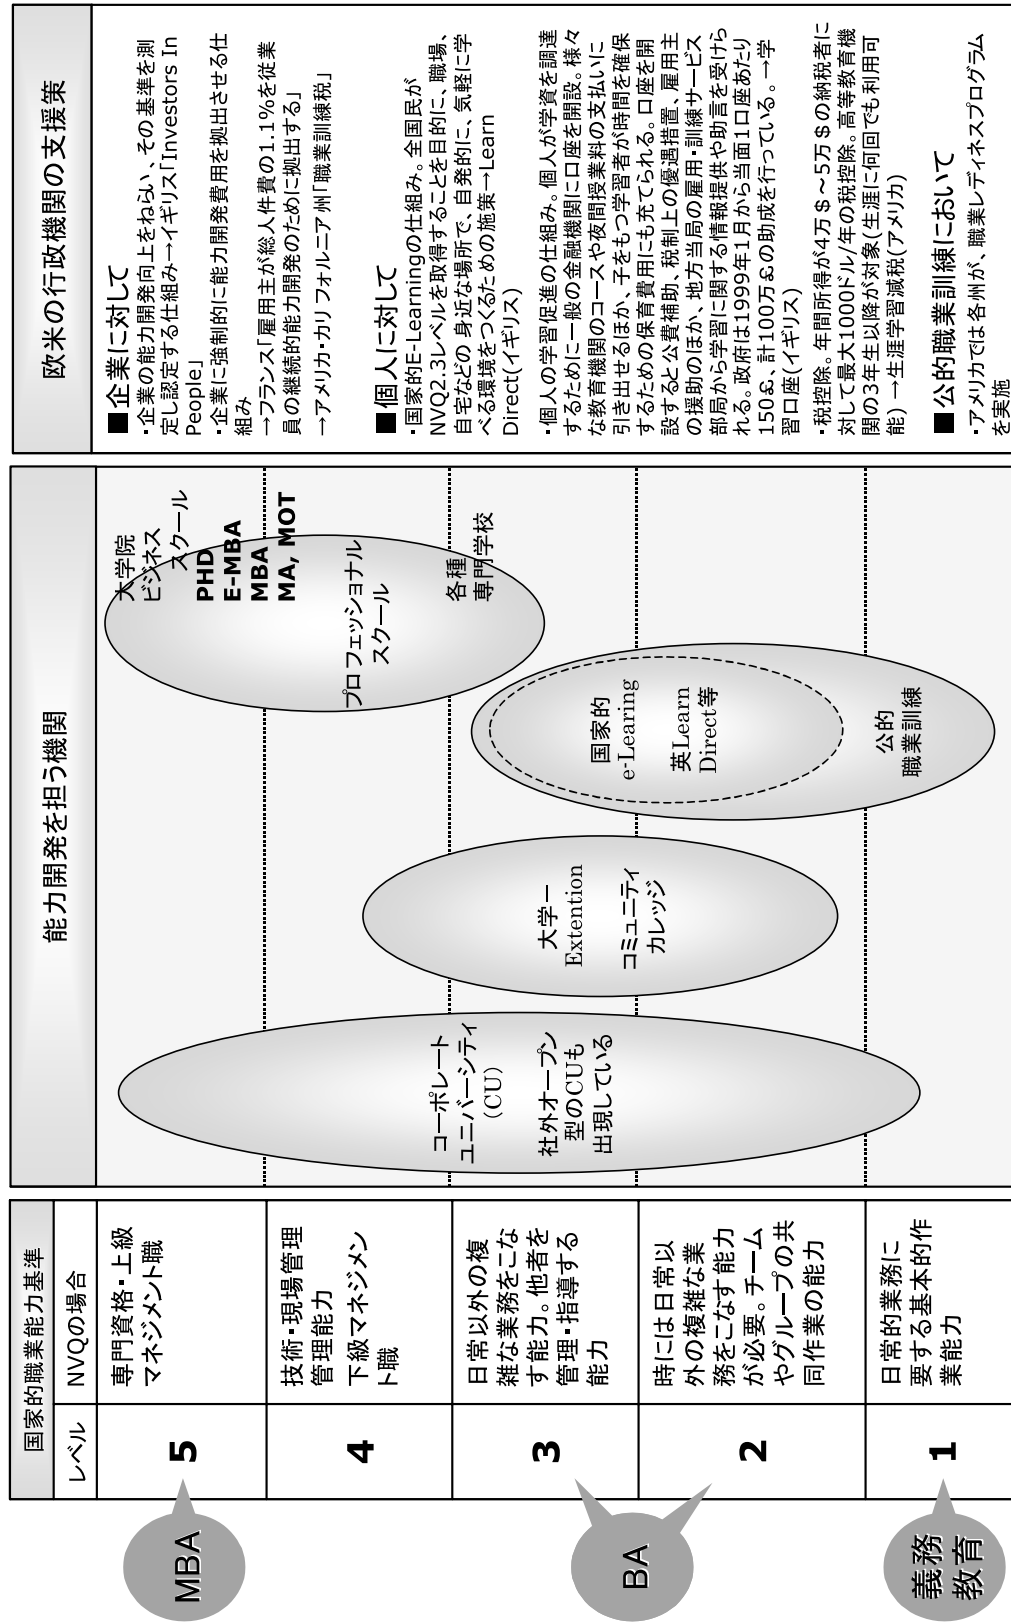 国家的職業能力基準
レベル
NVQの場合
5
専門資格・上級
マネジメント職
4
技術・現場管理
管理能力
下級マネジメン
ト職
3
日常以外の複
雑な業務をこな
す能力。他者を
管理・指導する
能力
2
時には日常以
外の複雑な業
務をこなす能力
が必要。チーム
やグループの共
同作業の能力
1
日常的業務に
要する基本的作
業能力
MBA
BA
義務
教育
能力開発を担う機関
コーポレート
ユニバーシティ
(CU)
社外オープン
型のCUも
出現している
大学ー
Extention
コミュニティ
カレッジ
国家的
e-Learing
英Learn
Direct等
公的
職業訓練
大学院
ビジネス
スクール
PHD
E-MBA
MBA
MA, MOT
プロフェッショナル
スクール
各種
専門学校
欧米の行政機関の支援策
■企業に対して
・企業の能力開発向上をねらい、その基準を測
定し認定する仕組み→イギリス「Investors In
People」
・企業に強制的に能力開発費用を拠出させる仕
組み
→フランス「雇用主が総人件費の1.1%を従業
員の継続的能力開発のために拠出する」
→アメリカ・カリフォルニア州「職業訓練税」
■個人に対して
・国家的E-Learningの仕組み。全国民が
NVQ2.3レベルを取得することを目的に、職場、
自宅などの身近な場所で、自発的に、気軽に学
べる環境をつくるための施策→Learn
Direct(イギリス)
・個人の学習促進の仕組み。個人が学資を調達
するために一般の金融機関に口座を開設。様々
な教育機関のコースや夜間授業料の支払いに
引き出せるほか、子をもつ学習者が時間を確保
するための保育費用にも充てられる。口座を開
設すると公費補助、税制上の優遇措置、雇用主
の援助のほか、地方当局の雇用・訓練サービス
部局から学習に関する情報提供や助言を受けら
れる。政府は1999年1月から当面1口座あたり
150£、計100万£の助成を行っている。→学
習口座(イギリス)
・税控除。年間所得が4万$~5万$の納税者に
対して最大1000ドル/年の税控除。高等教育機
関の3年生以降が対象(生涯に何回でも利用可
能)→生涯学習減税(アメリカ)
■公的職業訓練において
・アメリカでは各州が、職業レディネスプログラム
を実施